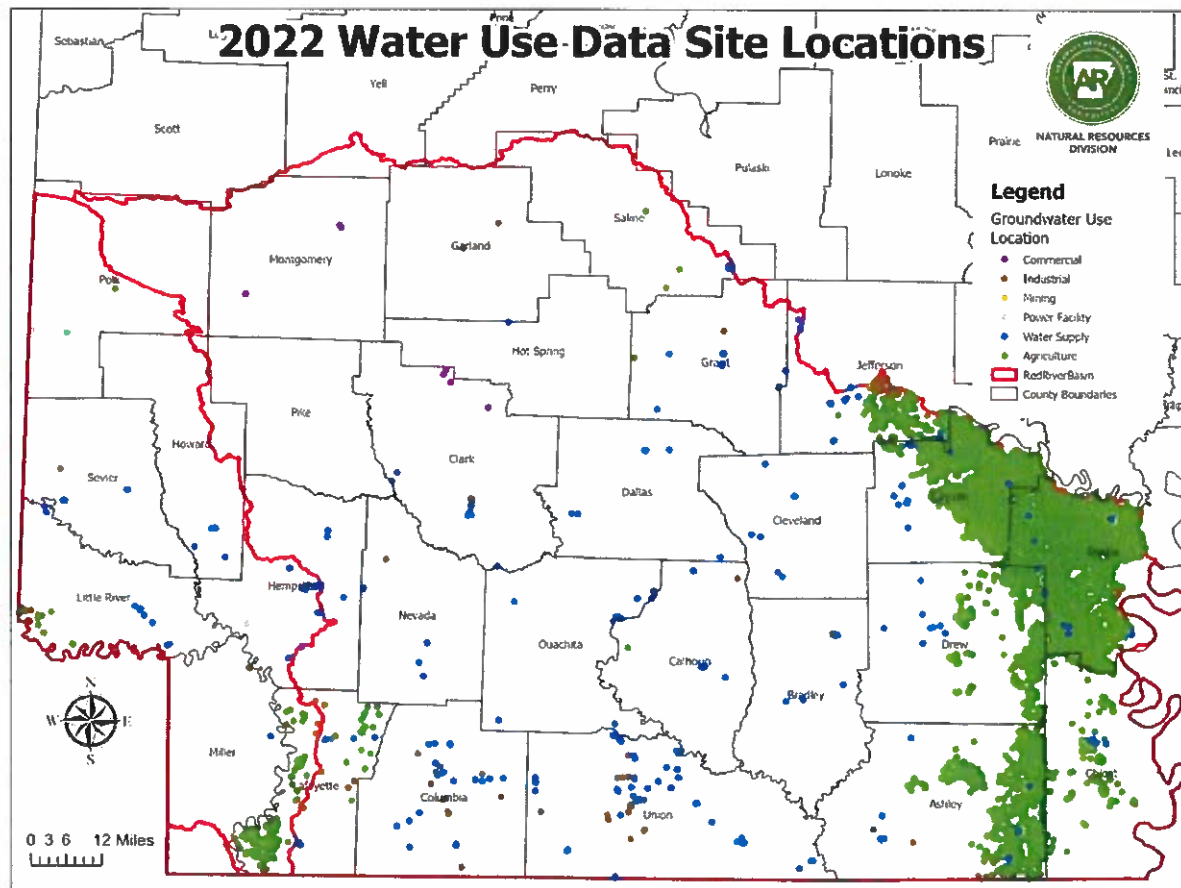 2022 Water Use Data Site Locations
Sebastian
Yell
Perry
Scott
Pulaski
Lonoke
Prairie
AR
NATURAL RESOURCES
DIVISION
Legend
Groundwater Use
Location
Commercial
Industrial
Mining
Power Facility
Water Supply
Agriculture
RedRiverBasin
County Boundaries
Saline
Garland
Montgomery
Polk
Hot Spring
Grant
Jefferson
Pike
Howard
Clark
Sevier
Dallas
Cleveland
Little River
Hempstead
Nevada
Ouachita
Calhoun
Drew
Bradley
N
W
E
S
Miller
Lafayette
Columbia
Union
Ashley
Chicot
0 3 6 12 Miles